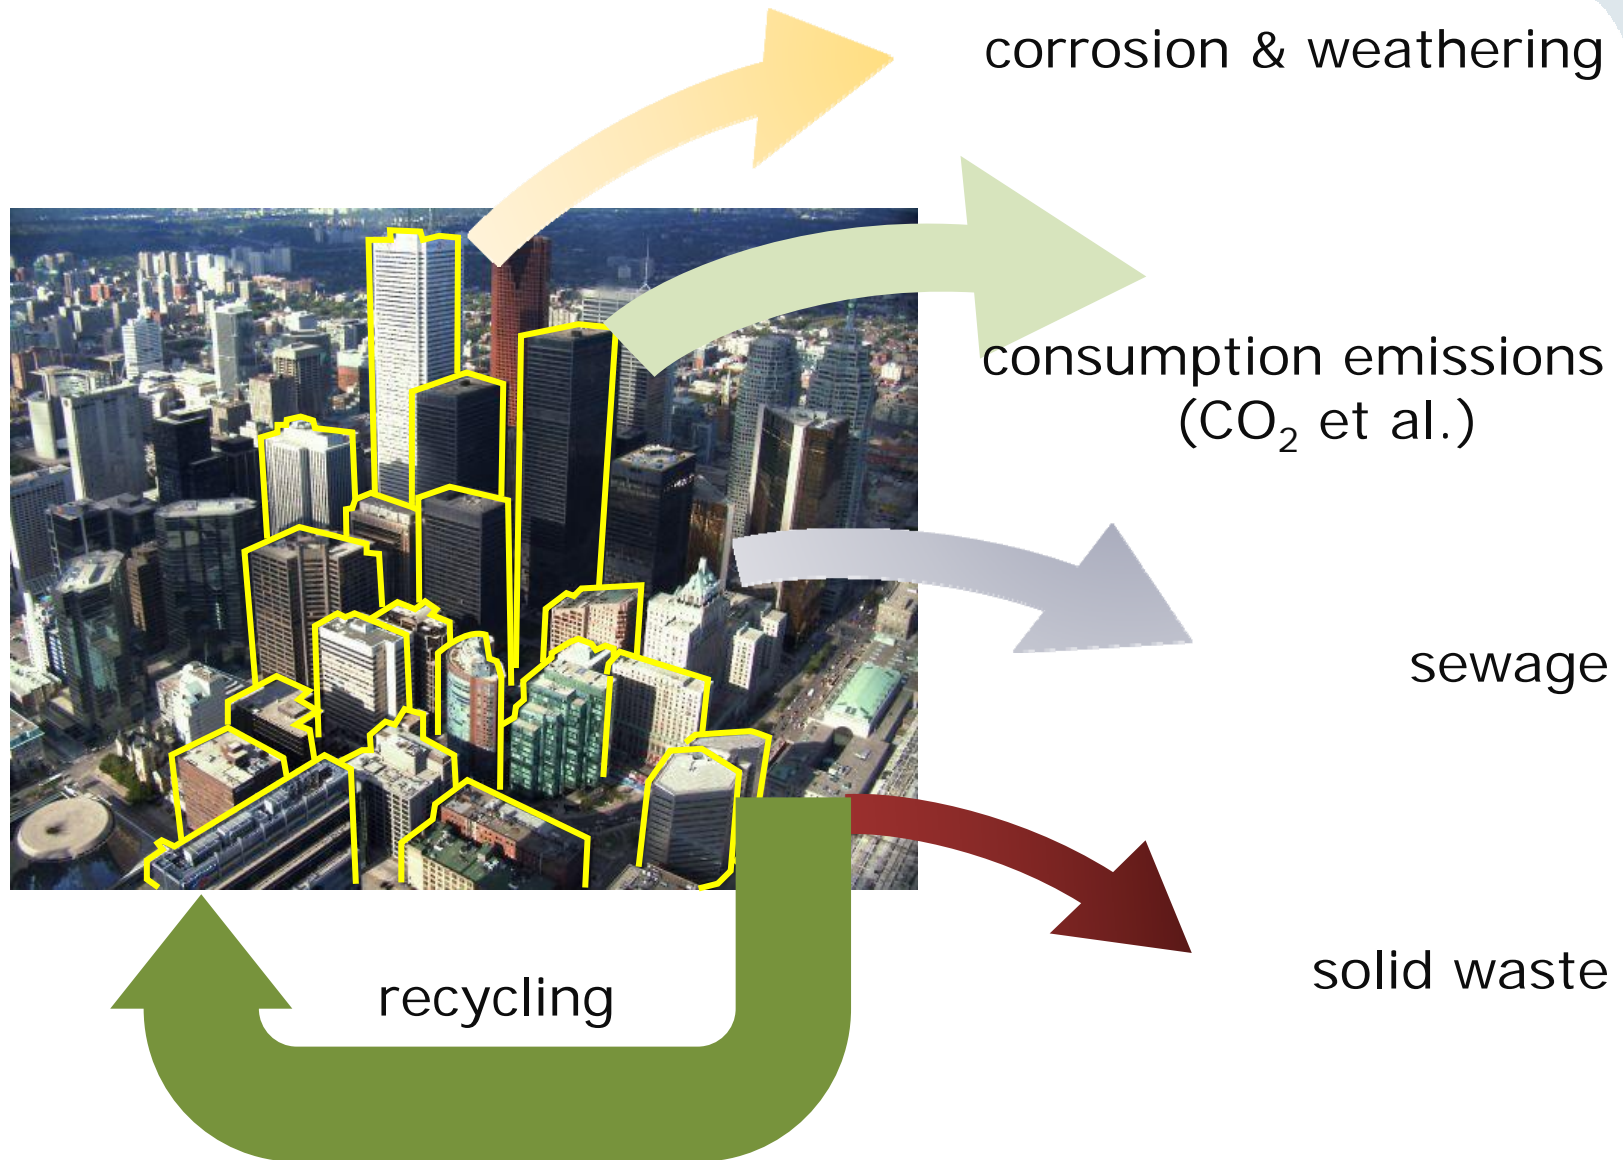 corrosion & weathering
consumption emissions
(CO₂ et al.)
sewage
solid waste
recycling